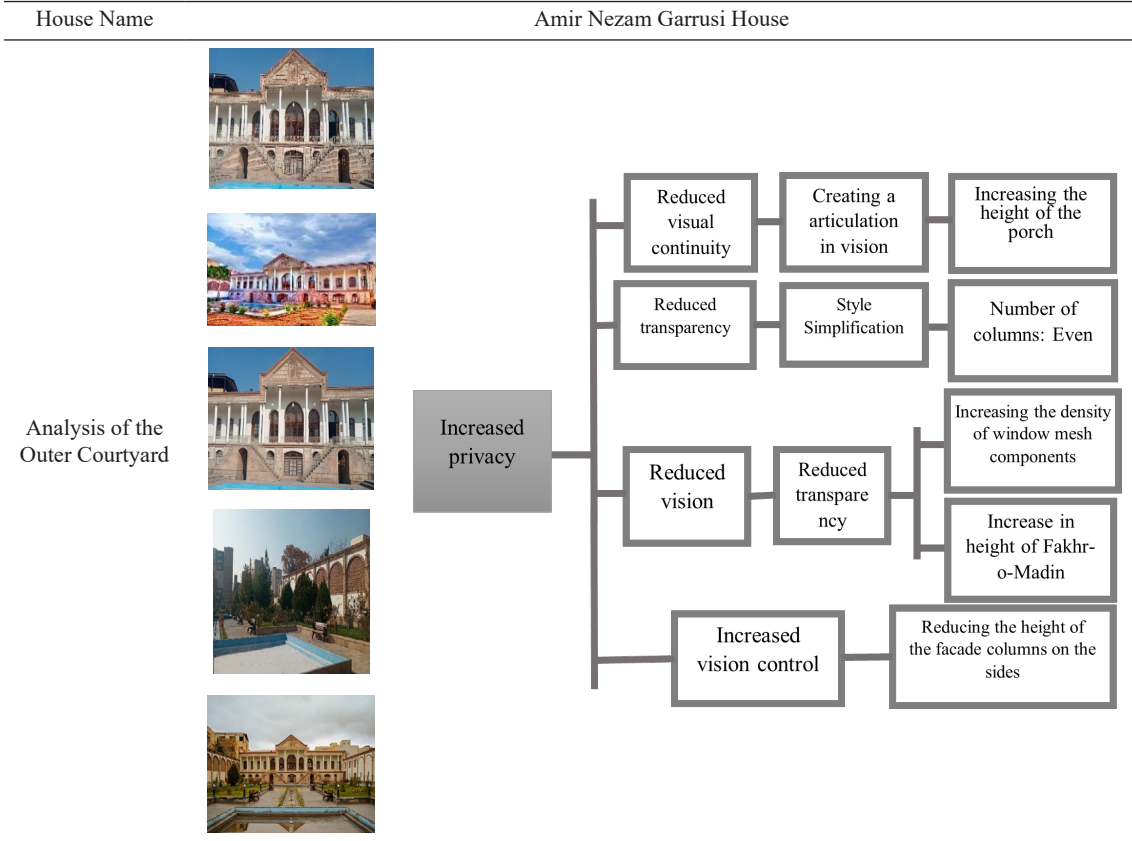 House Name
Amir Nezam Garrusi House
Analysis of the
Outer Courtyard
Increased
privacy
Reduced
visual
continuity
Creating a
articulation
in vision
Increasing the
height of the
porch
Reduced
transparency
Style
Simplification
Number of
columns: Even
Reduced
vision
Reduced
transpare
ncy
Increasing the density
of window mesh
components
Increase in
height of Fakhr-
o-Madin
Increased
vision control
Reducing the height of
the facade columns on the
sides